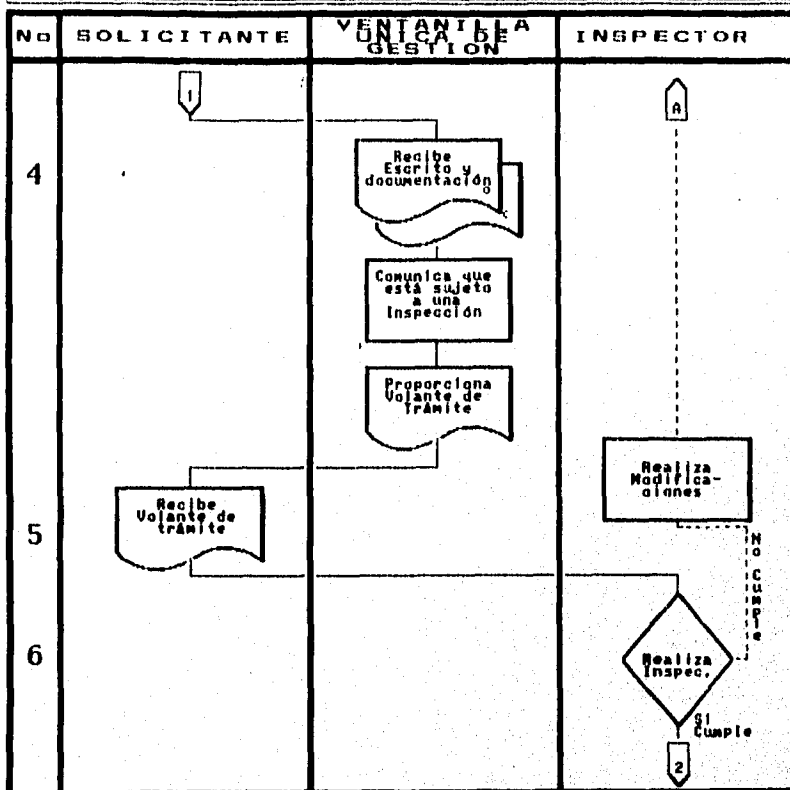 No SOLICITANTE VENTANILLA UNICA DE GESTION INSPECTOR
1
A
4
Recibe
Escrito y
documentación
O
C
Comunica que
está sujeto
a una
Inspección
Proporciona
Volante de
Trámite
Realiza
Modifica-
ciones
5
Recibe
Volante de
trámite
No Cumple
6
Realiza
Inspec.
Si
Cumple
2